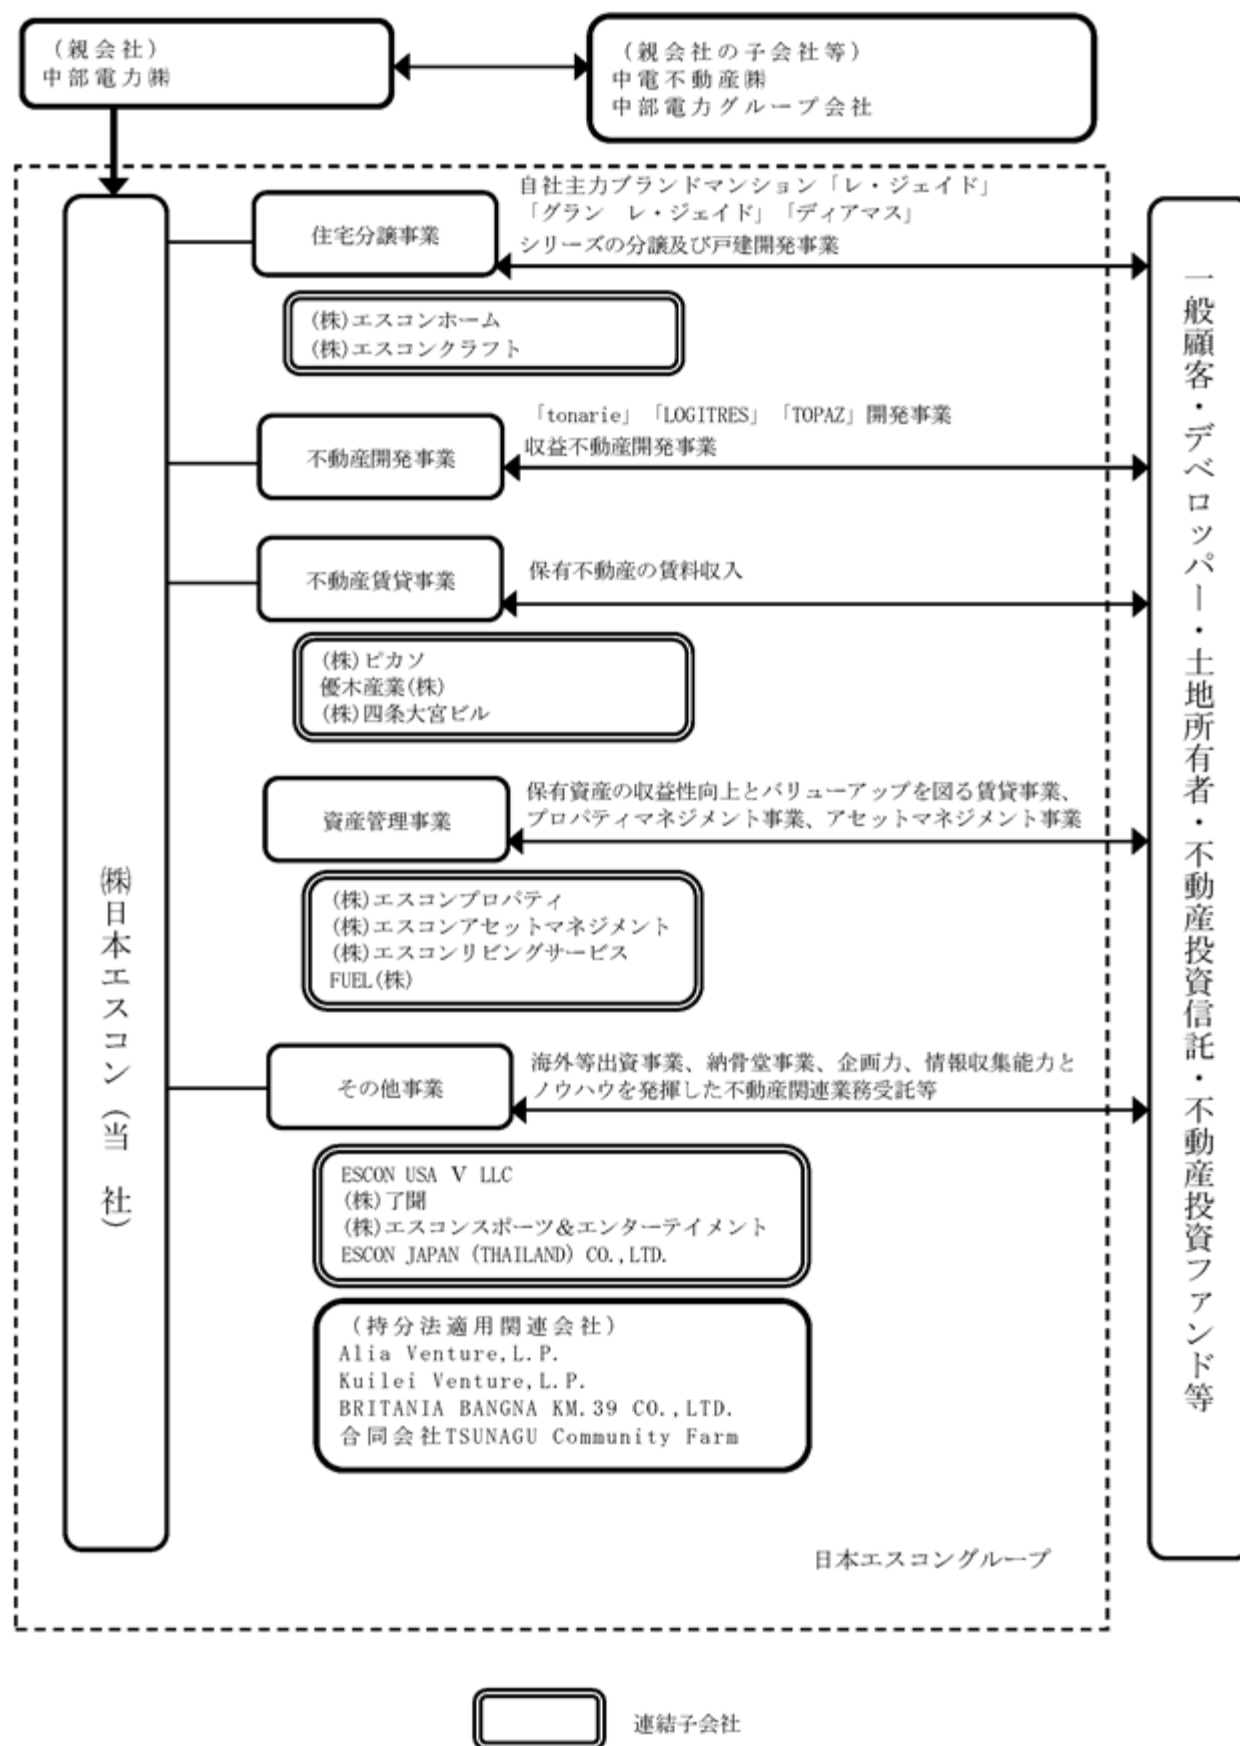 (親会社)
中部電力㈱
(親会社の子会社等)
中電不動産㈱
中部電力グループ会社
㈱日本エスコン(当 社)
住宅分譲事業
自社主力ブランドマンション「レ・ジェイド」
「グラン レ・ジェイド」「ディアマス」
シリーズの分譲及び戸建開発事業
(株)エスコンホーム
(株)エスコンクラフト
不動産開発事業
「tonarie」「LOGITRES」「TOPAZ」開発事業
収益不動産開発事業
不動産賃貸事業
保有不動産の賃料収入
(株)ピカソ
優木産業(株)
(株)四条大宮ビル
資産管理事業
保有資産の収益性向上とバリューアップを図る賃貸事業、
プロパティマネジメント事業、アセットマネジメント事業
(株)エスコンプロパティ
(株)エスコンアセットマネジメント
(株)エスコンリビングサービス
FUEL(株)
その他事業
海外等出資事業、納骨堂事業、企画力、情報収集能力と
ノウハウを発揮した不動産関連業務受託等
ESCON USA Ⅴ LLC
(株)了聞
(株)エスコンスポーツ&エンターテイメント
ESCON JAPAN (THAILAND) CO.,LTD.
(持分法適用関連会社)
Alia Venture,L.P.
Kuilei Venture,L.P.
BRITANIA BANGNA KM.39 CO.,LTD.
合同会社TSUNAGU Community Farm
日本エスコングループ
一般顧客・デベロッパー・土地所有者・不動産投資信託・不動産投資ファンド等
連結子会社